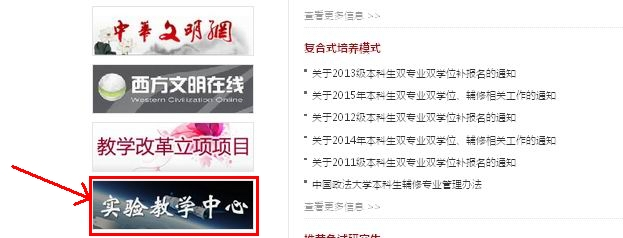 中华文明網
西方文明在线
Western Civilization Online
教学改革立项项目
实验教学中心
查看更多信息 >>
复合式培养模式
关于2013级本科生双专业双学位补报名的通知
关于2015年本科生双专业双学位、辅修相关工作的通知
关于2012级本科生双专业双学位补报名的通知
关于2014年本科生双专业双学位、辅修相关工作的通知
关于2011级本科生双专业双学位补报名的通知
中国政法大学本科生辅修专业管理办法
查看更多信息 >>